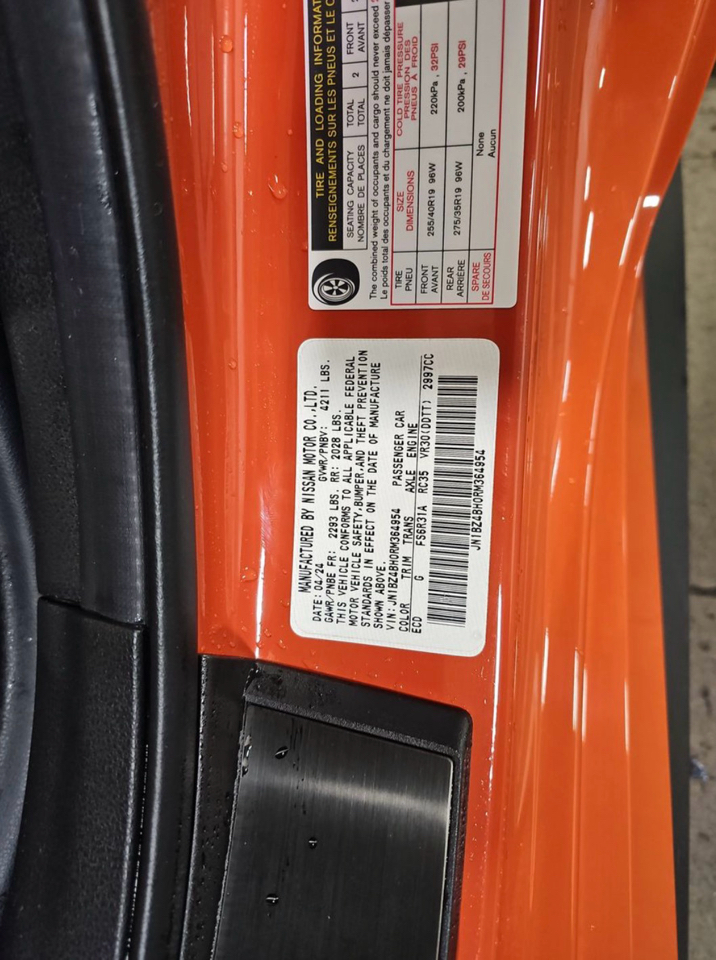 TIRE AND LOADING INFORMAT
RENSEIGNEMENTS SUR LES PNEUS ET LE C
SEATING CAPACITY TOTAL 2 FRONT
NOMBRE DE PLACES TOTAL AVANT
The combined weight of occupants and cargo should never exceed
Le poids total des occupants et du chargement ne doit jamais dépasser
TIRE SIZE COLD TIRE PRESSURE
PNEU DIMENSIONS PRESSION DES
PNEUS À FROID
FRONT 255/40R19 96W 220kPa , 32PSI
AVANT
REAR 275/35R19 96W 200kPa , 29PSI
ARRIÈRE
SPARE None
DE SECOURS Aucun
MANUFACTURED BY NISSAN MOTOR CO.,LTD.
DATE: 04/24 GVWR/PNBV: 4211 LBS.
GAWR/PNBE FR: 2293 LBS. RR: 2028 LBS.
THIS VEHICLE CONFORMS TO ALL APPLICABLE FEDERAL
MOTOR VEHICLE SAFETY,BUMPER,AND THEFT PREVENTION
STANDARDS IN EFFECT ON THE DATE OF MANUFACTURE
SHOWN ABOVE.
VIN:JN1BZ4BH0RM364954 PASSENGER CAR
COLOR TRIM TRANS AXLE ENGINE
ECD G FS6R31A RC35 VR30(DDTT) 2997CC
JN1BZ4BH0RM364954